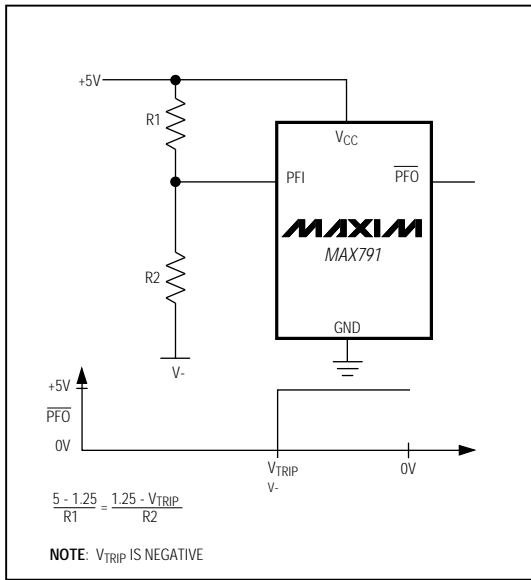 +5V
R1
VCC
PFI
PFO
MAXIM
MAX791
R2
GND
V-
+5V
PFO
0V
VTRIP
0V
V-
5 - 1.25 / R1 = 1.25 - VTRIP / R2
NOTE: VTRIP IS NEGATIVE